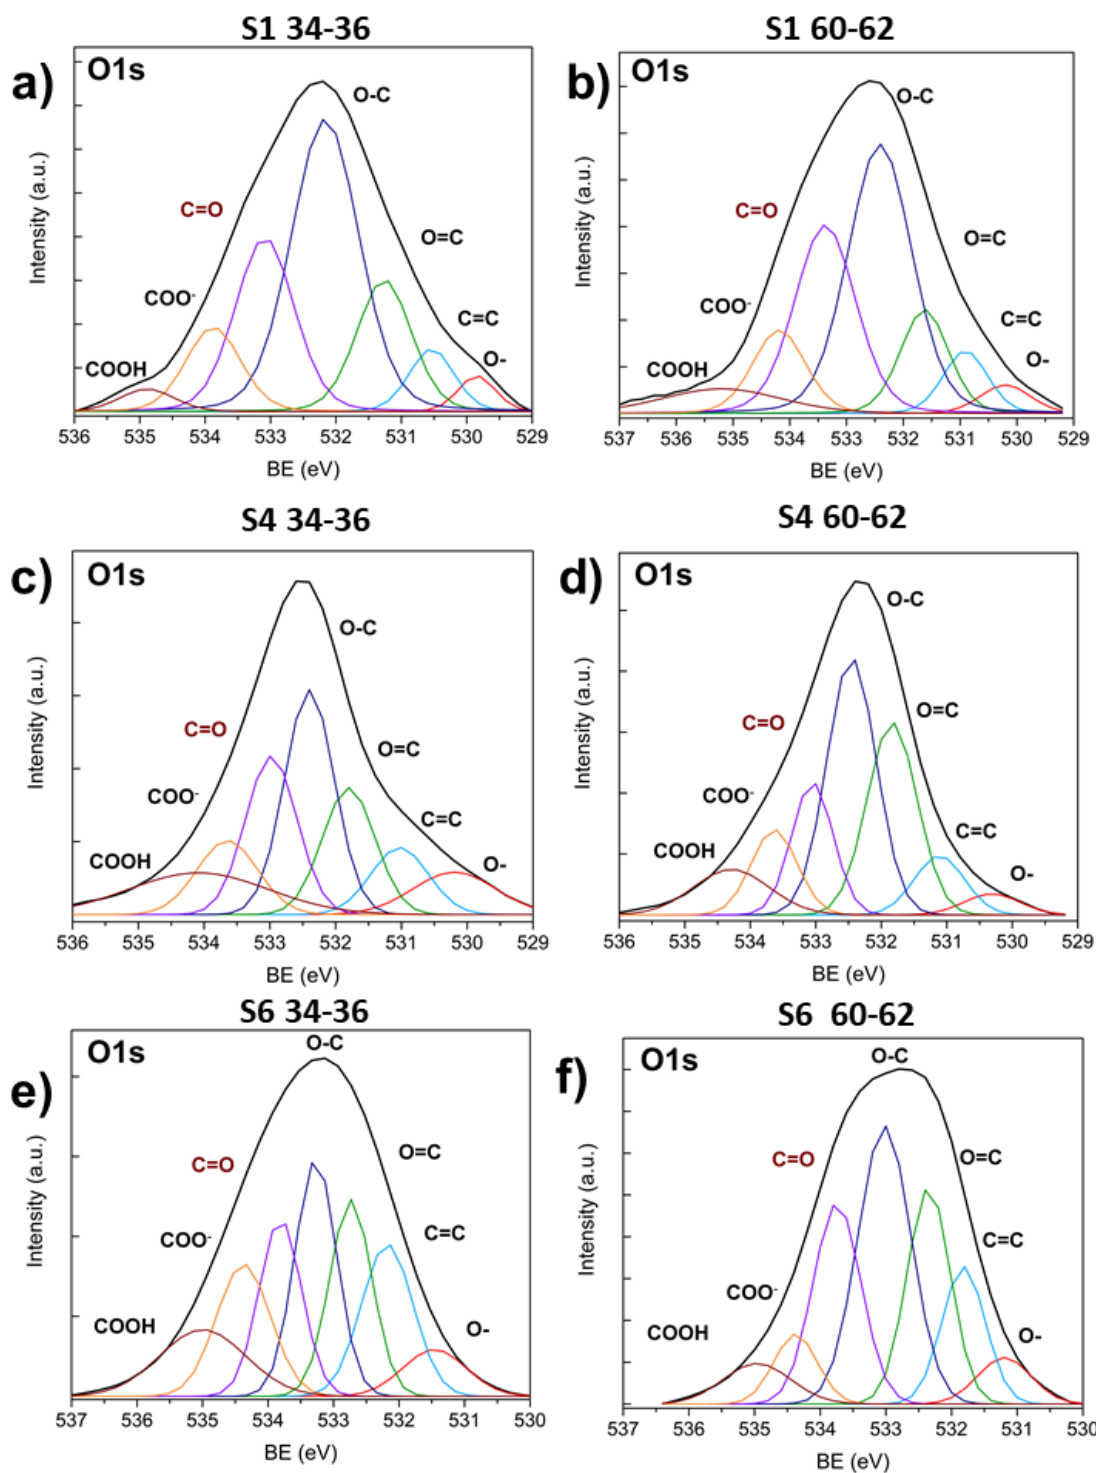 S1 34-36
a)
O1s
O-C
C=O
O=C
COO-
C=C
COOH
O-
Intensity (a.u.)
536 535 534 533 532 531 530 529
BE (eV)
S1 60-62
b)
O1s
O-C
C=O
O=C
COO-
C=C
COOH
O-
Intensity (a.u.)
537 536 535 534 533 532 531 530 529
BE (eV)
S4 34-36
c)
O1s
O-C
C=O
O=C
COO-
C=C
COOH
O-
Intensity (a.u.)
536 535 534 533 532 531 530 529
BE (eV)
S4 60-62
d)
O1s
O-C
O=C
C=O
COO-
C=C
COOH
O-
Intensity (a.u.)
536 535 534 533 532 531 530 529
BE (eV)
S6 34-36
e)
O-C
O1s
O=C
C=O
C=C
COO-
COOH
O-
Intensity (a.u.)
537 536 535 534 533 532 531 530
BE (eV)
S6 60-62
f)
O-C
O1s
O=C
C=O
C=C
COO-
COOH
O-
Intensity (a.u.)
537 536 535 534 533 532 531 530
BE (eV)